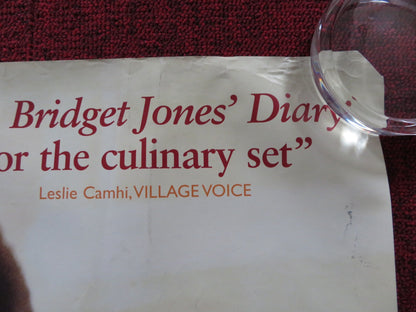 Bridget Jones' Diary
or the culinary set”
Leslie Camhi, VILLAGE VOICE